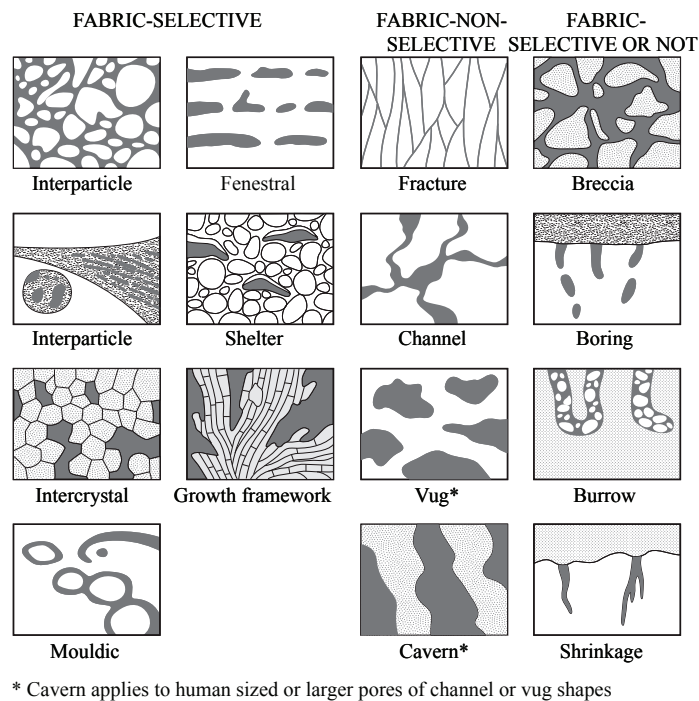 FABRIC-SELECTIVE
FABRIC-NON-
SELECTIVE
FABRIC-
SELECTIVE OR NOT
Interparticle
Fenestral
Fracture
Breccia
Interparticle
Shelter
Channel
Boring
Intercrystal
Growth framework
Vug*
Burrow
Mouldic
Cavern*
Shrinkage
* Cavern applies to human sized or larger pores of channel or vug shapes